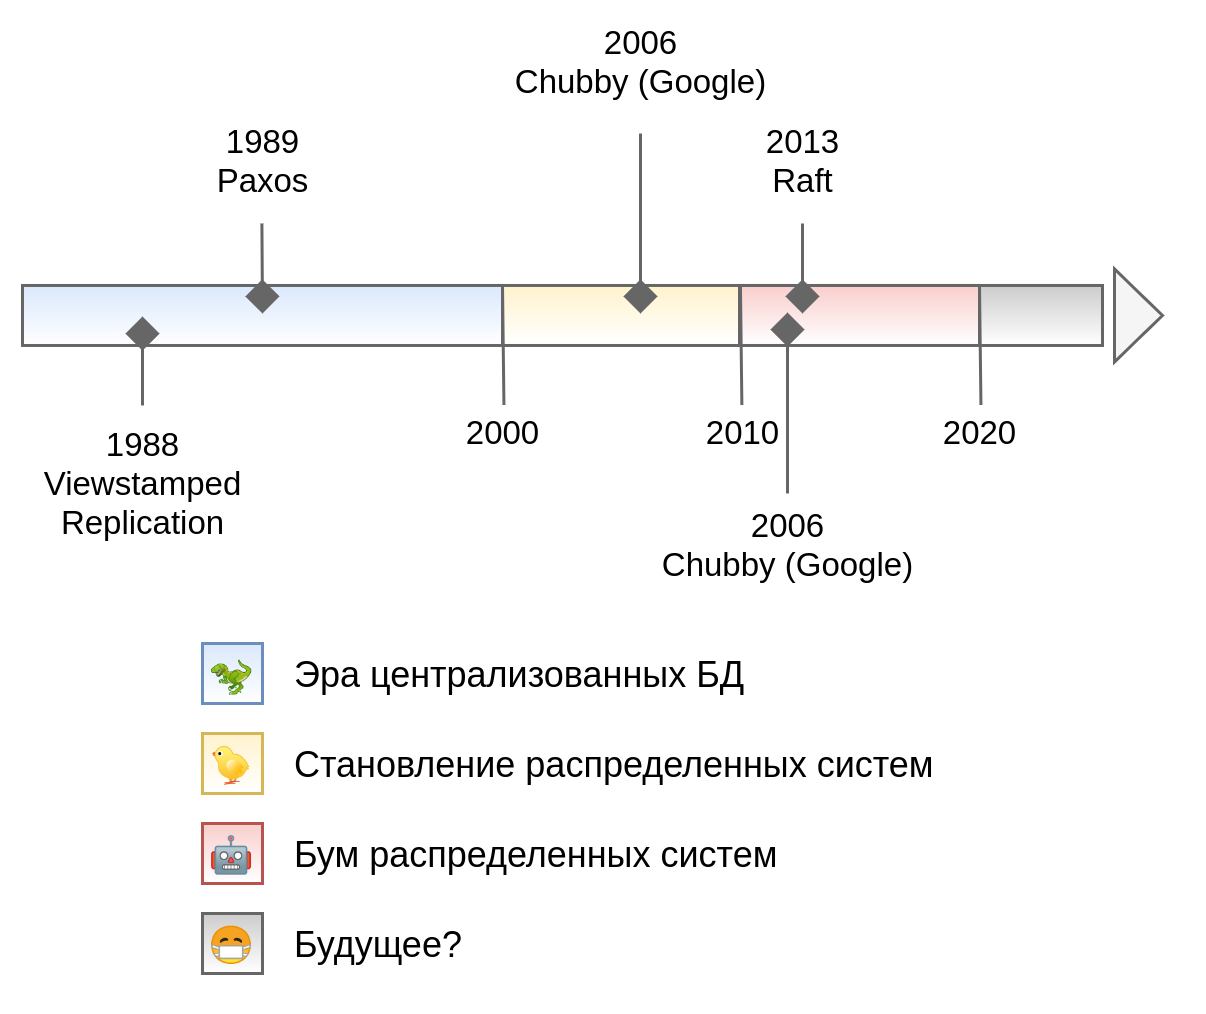 2006
Chubby (Google)
1989
Paxos
2013
Raft
2000
2010
2020
1988
Viewstamped
Replication
2006
Chubby (Google)
Эра централизованных БД
Становление распределенных систем
Бум распределенных систем
Будущее?